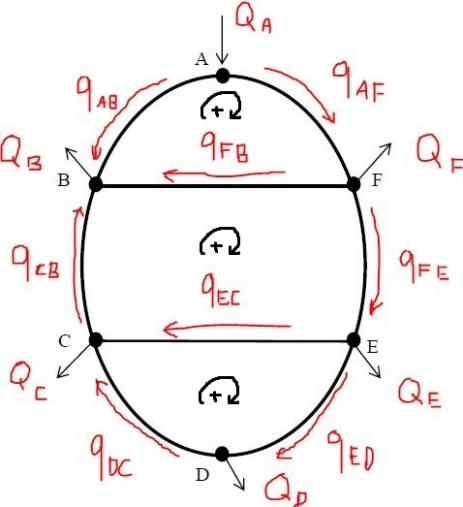 Q_A
A
q_AB
q_AF
+
Q_B
q_FB
Q_F
B
F
+
q_CB
q_FE
q_EC
C
E
+
Q_C
Q_E
q_DC
q_ED
D
Q_D